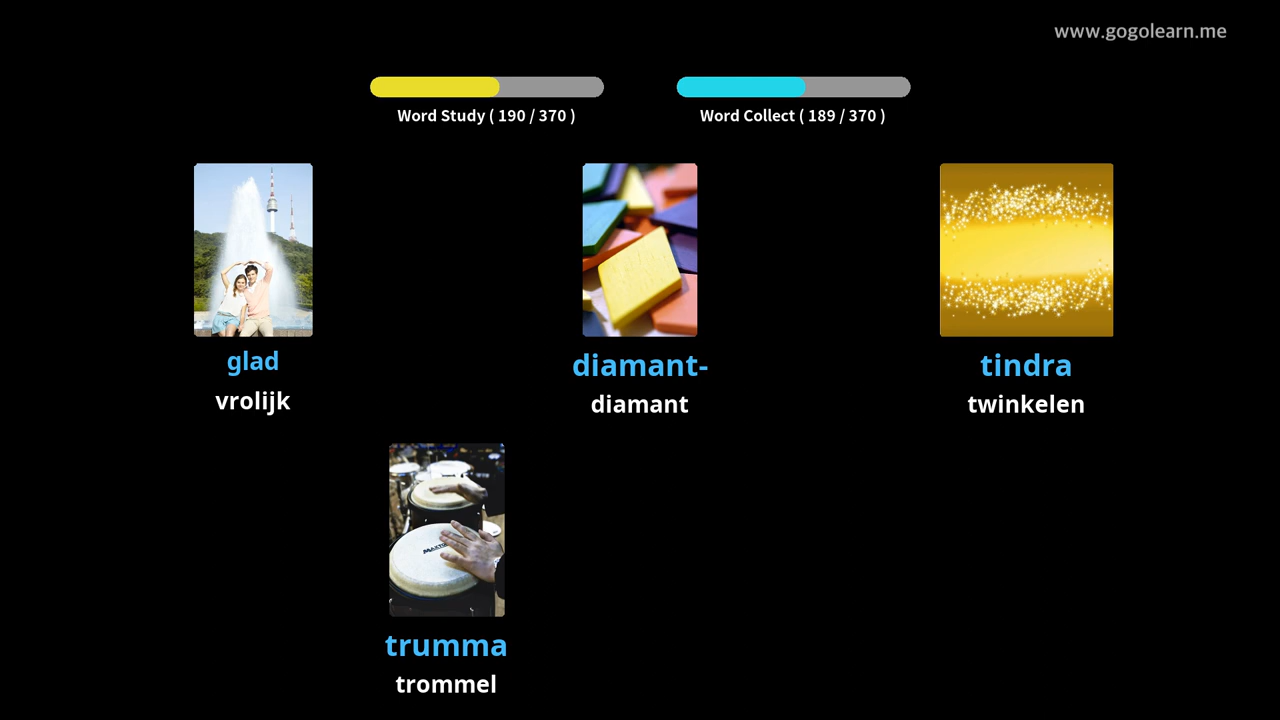 www.gogolearn.me
Word Study ( 190 / 370 )
Word Collect ( 189 / 370 )
glad
vrolijk
diamant-
diamant
tindra
twinkelen
trumma
trommel